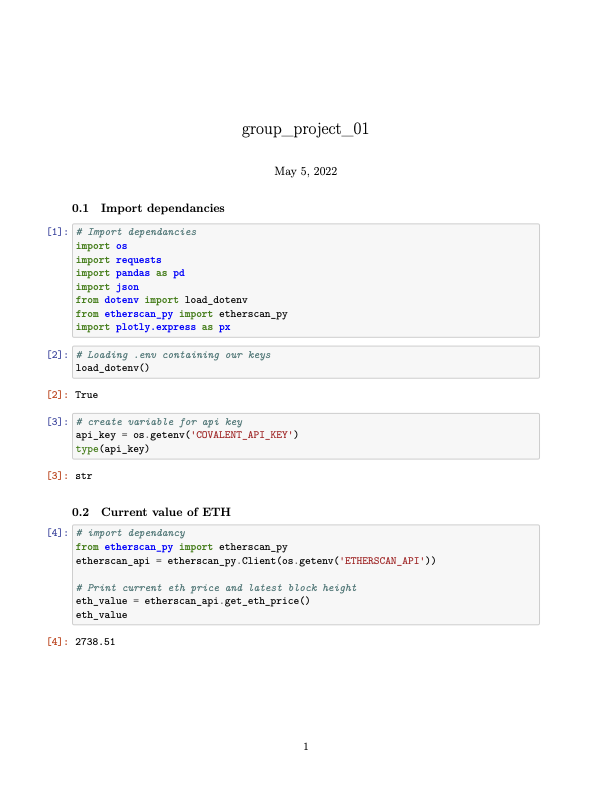 group_project_01
May 5, 2022
0.1 Import dependancies
[1]: # Import dependancies
import os
import requests
import pandas as pd
import json
from dotenv import load_dotenv
from etherscan_py import etherscan_py
import plotly.express as px
[2]: # Loading .env containing our keys
load_dotenv()
[2]: True
[3]: # create variable for api key
api_key = os.getenv('COVALENT_API_KEY')
type(api_key)
[3]: str
0.2 Current value of ETH
[4]: # import dependancy
from etherscan_py import etherscan_py
etherscan_api = etherscan_py.Client(os.getenv('ETHERSCAN_API'))
# Print current eth price and latest block height
eth_value = etherscan_api.get_eth_price()
eth_value
[4]: 2738.51
1